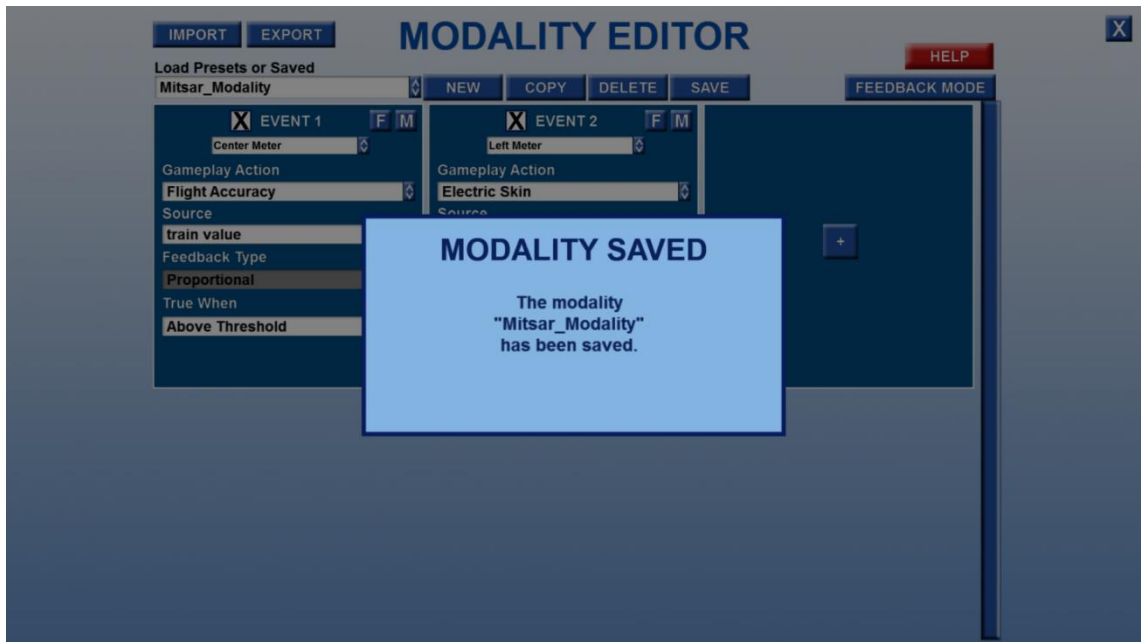 IMPORT EXPORT MODALITY EDITOR X
HELP
Load Presets or Saved
Mitsar_Modality NEW COPY DELETE SAVE FEEDBACK MODE
X EVENT 1 F M X EVENT 2 F M
Center Meter Left Meter
Gameplay Action Gameplay Action
Flight Accuracy Electric Skin
Source Source
train value
+
Feedback Type
Proportional
True When
Above Threshold
MODALITY SAVED
The modality
"Mitsar_Modality"
has been saved.